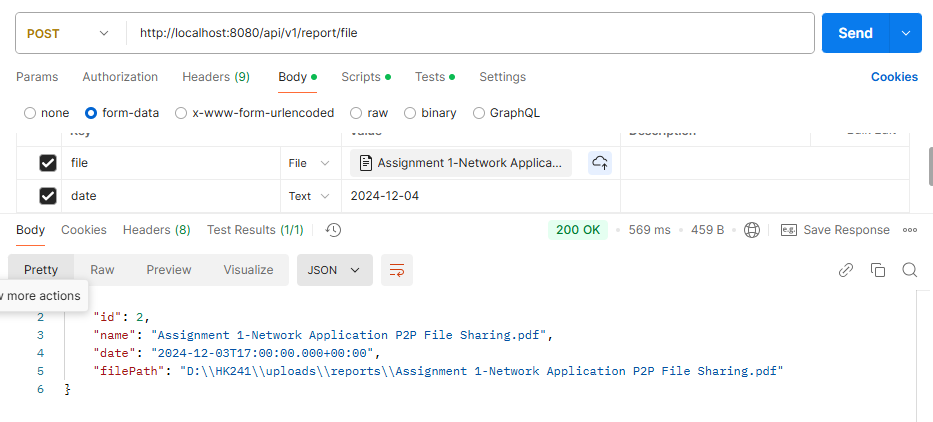 POST http://localhost:8080/api/v1/report/file Send
Params Authorization Headers (9) Body Scripts Tests Settings Cookies
none form-data x-www-form-urlencoded raw binary GraphQL
Key Value Description Bulk Edit
file File Assignment 1-Network Applica...
date Text 2024-12-04
Body Cookies Headers (8) Test Results (1/1) 200 OK 569 ms 459 B e.g. Save Response
Pretty Raw Preview Visualize JSON
w more actions
2 "id": 2,
3 "name": "Assignment 1-Network Application P2P File Sharing.pdf",
4 "date": "2024-12-03T17:00:00.000+00:00",
5 "filePath": "D:\\HK241\\uploads\\reports\\Assignment 1-Network Application P2P File Sharing.pdf"
6 }